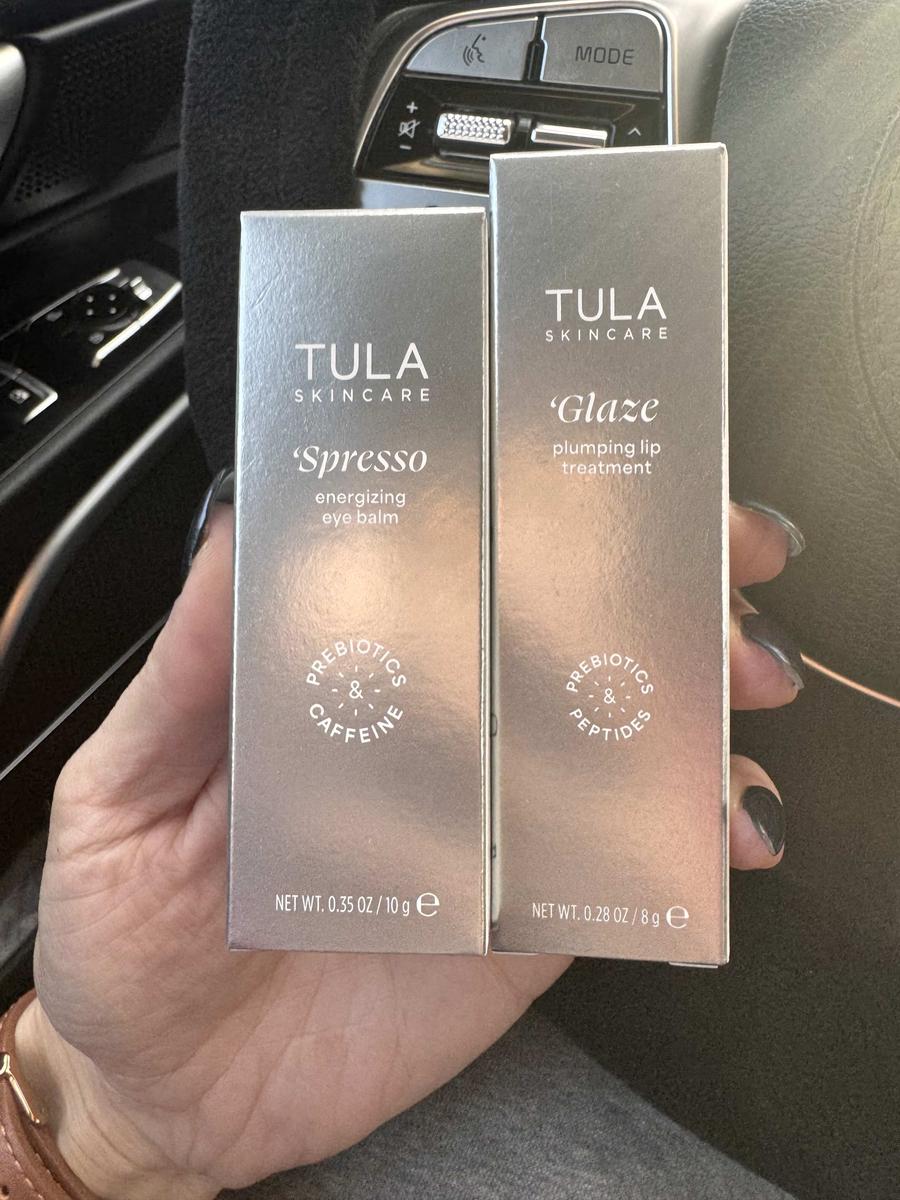 MODE
TULA
SKINCARE
‘Spresso
energizing
eye balm
PREBIOTICS
&
CAFFEINE
NET WT. 0.35 OZ / 10 g ℮
TULA
SKINCARE
‘Glaze
plumping lip
treatment
PREBIOTICS
&
PEPTIDES
NET WT. 0.28 OZ / 8 g ℮